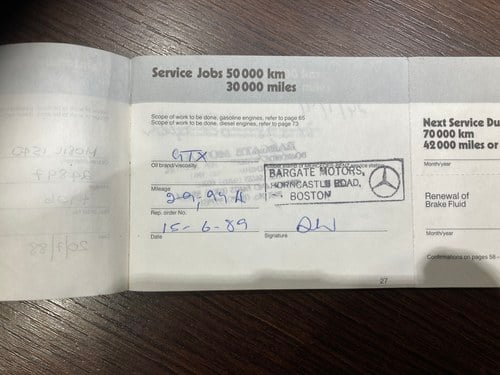 Service Jobs 50 000 km
30 000 miles
Scope of work to be done, gasoline engines, refer to page 65
Scope of work to be done, diesel engines, refer to page 73
GTX
Oil brand/viscosity
BARGATE MOTORS,
HORNCASTLE ROAD,
BOSTON
Mileage
Rep. order No.
15-6-89
Date
Signature
27
Next Service Du
70 000 km
42 000 miles or
Month/year
Renewal of
Brake Fluid
Month/year
Confirmations on pages 58 -